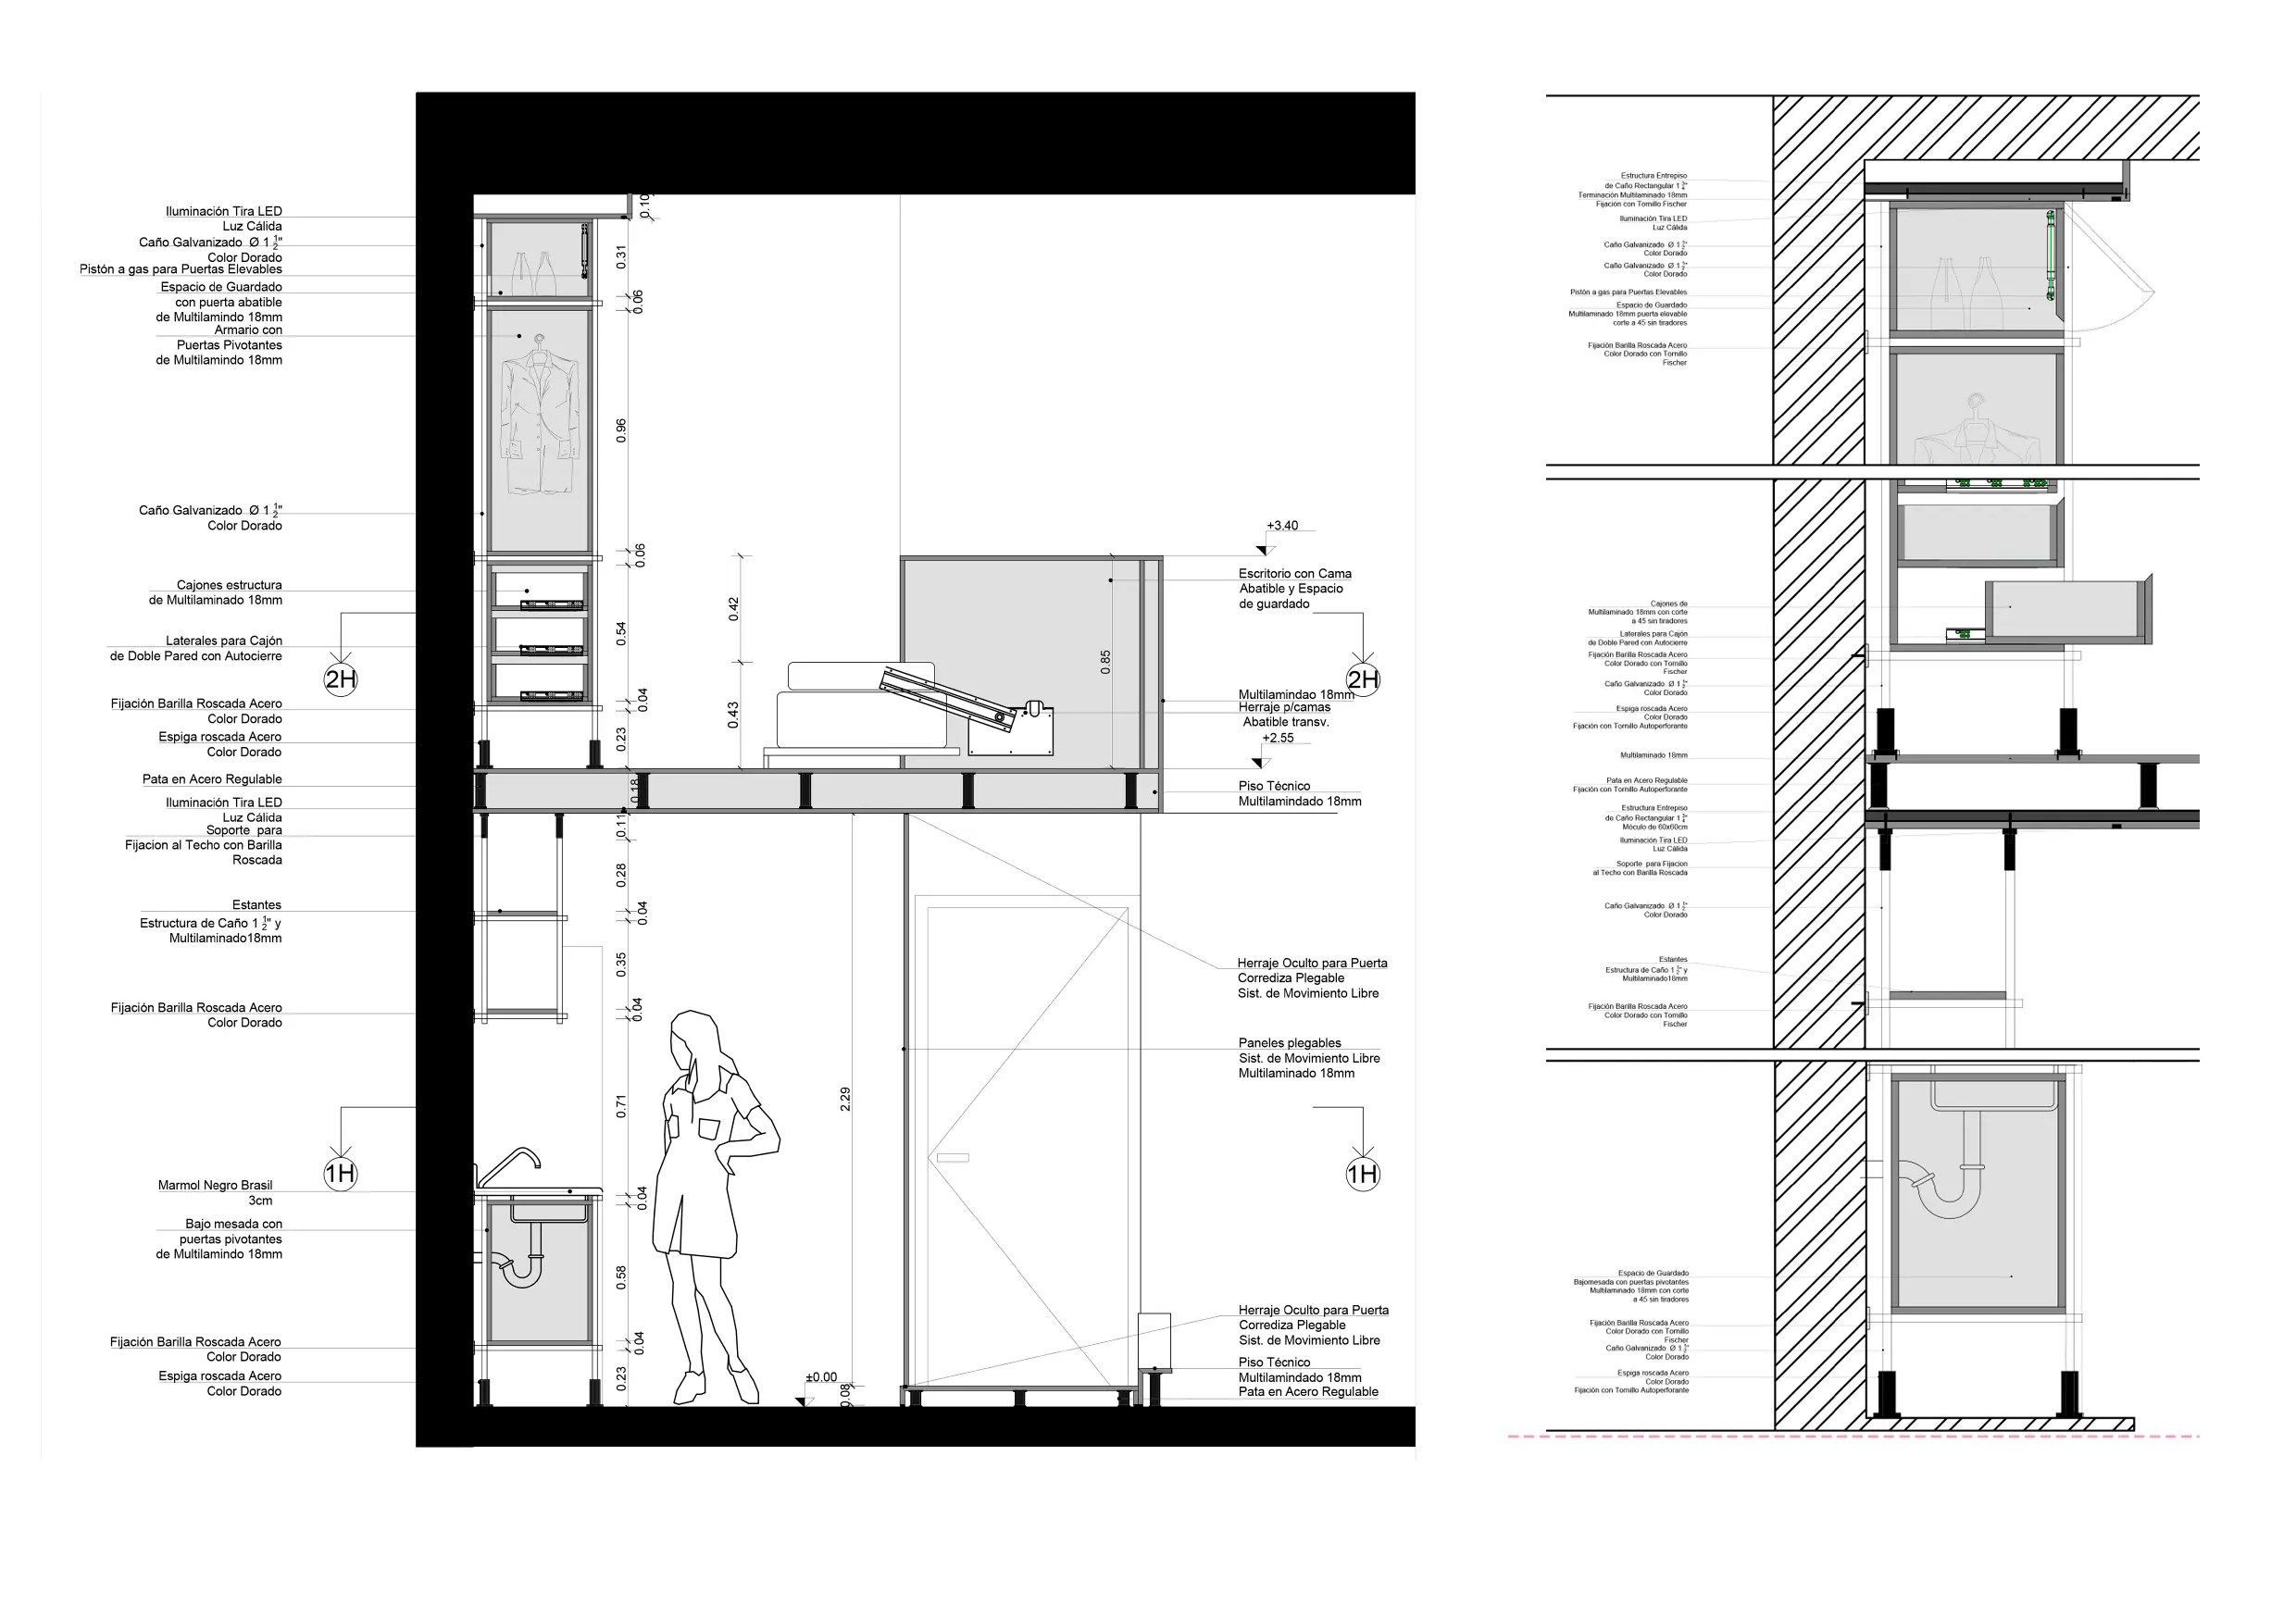 Iluminación Tira LED
Luz Cálida
Caño Galvanizado Ø 1 1/2"
Color Dorado
Pistón a gas para Puertas Elevables
Espacio de Guardado
con puerta abatible
de Multilamindo 18mm
Armario con
Puertas Pivotantes
de Multilamindo 18mm
Caño Galvanizado Ø 1 1/2"
Color Dorado
Cajones estructura
de Multilaminado 18mm
Laterales para Cajón
de Doble Pared con Autocierre
2H
Fijación Barilla Roscada Acero
Color Dorado
Espiga roscada Acero
Color Dorado
Pata en Acero Regulable
Iluminación Tira LED
Luz Cálida
Soporte para
Fijacion al Techo con Barilla
Roscada
Estantes
Estructura de Caño 1 1/2" y
Multilaminado18mm
Fijación Barilla Roscada Acero
Color Dorado
1H
Marmol Negro Brasil
3cm
Bajo mesada con
puertas pivotantes
de Multilamindo 18mm
Fijación Barilla Roscada Acero
Color Dorado
Espiga roscada Acero
Color Dorado
0.10
0.31
0.06
0.96
0.06
0.54
0.04
0.23
0.18
0.11
0.28
0.04
0.35
0.04
0.71
0.04
0.58
0.04
0.23
0.42
0.43
0.85
2.29
0.08
±0.00
+3.40
Escritorio con Cama
Abatible y Espacio
de guardado
2H
Multilamindao 18mm
Herraje p/camas
Abatible transv.
+2.55
Piso Técnico
Multilamindado 18mm
Herraje Oculto para Puerta
Corrediza Plegable
Sist. de Movimiento Libre
Paneles plegables
Sist. de Movimiento Libre
Multilaminado 18mm
1H
Herraje Oculto para Puerta
Corrediza Plegable
Sist. de Movimiento Libre
Piso Técnico
Multilamindado 18mm
Pata en Acero Regulable
Estructura Entrepiso
de Caño Rectangular 1 3/4"
Terminación Multilaminado 18mm
Fijación con Tornillo Fischer
Iluminación Tira LED
Luz Cálida
Caño Galvanizado Ø 1 1/2"
Color Dorado
Caño Galvanizado Ø 1 1/2"
Color Dorado
Pistón a gas para Puertas Elevables
Espacio de Guardado
Multilaminado 18mm puerta elevable
corte a 45 sin tiradores
Fijación Barilla Roscada Acero
Color Dorado con Tornillo
Fischer
Cajones de
Multilaminado 18mm con corte
a 45 sin tiradores
Laterales para Cajón
de Doble Pared con Autocierre
Fijación Barilla Roscada Acero
Color Dorado con Tornillo
Fischer
Caño Galvanizado Ø 1 1/2"
Color Dorado
Espiga roscada Acero
Color Dorado
Fijación con Tornillo Autoperforante
Multilaminado 18mm
Pata en Acero Regulable
Fijación con Tornillo Autoperforante
Estructura Entrepiso
de Caño Rectangular 1 3/4"
Móculo de 60x60cm
Iluminación Tira LED
Luz Cálida
Soporte para Fijacion
al Techo con Barilla Roscada
Caño Galvanizado Ø 1 1/2"
Color Dorado
Estantes
Estructura de Caño 1 1/2" y
Multilaminado18mm
Fijación Barilla Roscada Acero
Color Dorado con Tornillo
Fischer
Espacio de Guardado
Bajomesada con puertas pivotantes
Multilaminado 18mm con corte
a 45 sin tiradores
Fijación Barilla Roscada Acero
Color Dorado con Tornillo
Fischer
Caño Galvanizado Ø 1 1/2"
Color Dorado
Espiga roscada Acero
Color Dorado
Fijación con Tornillo Autoperforante